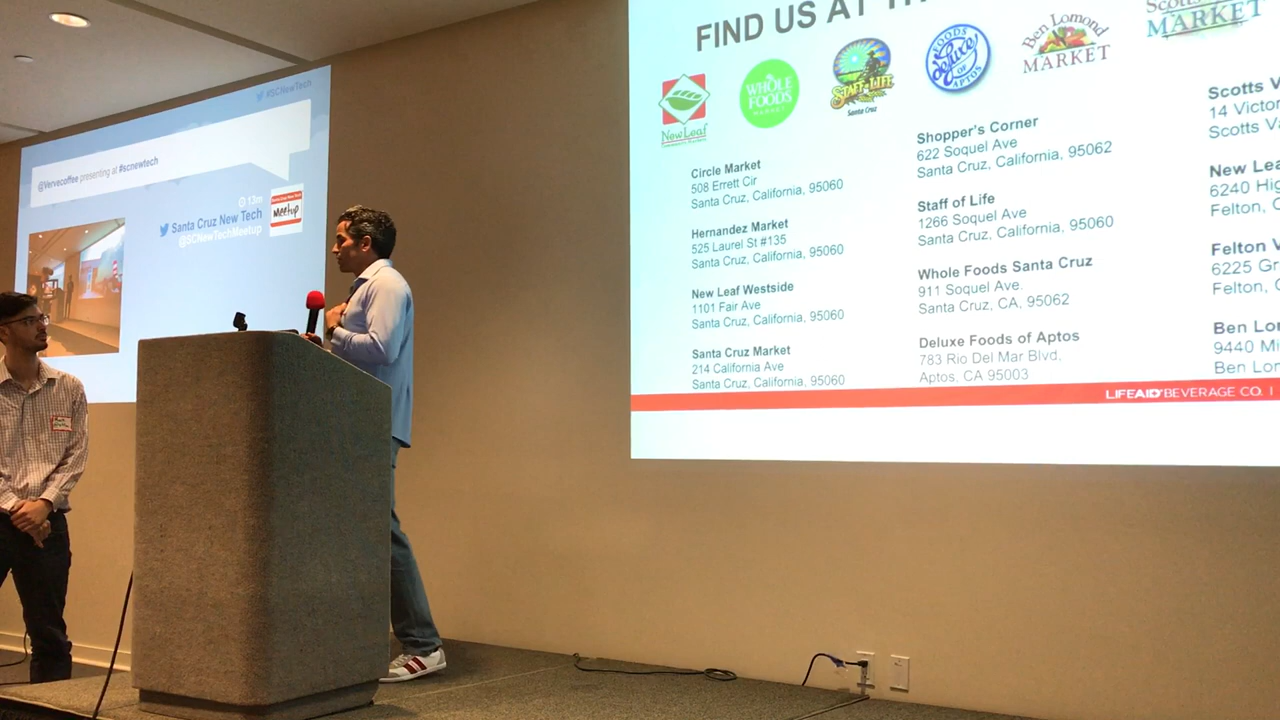 #SCNewTech
@Vervecoffee presenting at #scnewtech
13m
Santa Cruz New Tech
@SCNewTechMeetup
Santa Cruz New Tech
Meetup
FIND US AT
New Leaf
WHOLE
FOODS
MARKET
STAFF OF LIFE
Santa Cruz
FOODS
deluxe
OF APTOS
BEN LOMOND
MARKET
MARKET
Circle Market
508 Errett Cir
Santa Cruz, California, 95060
Hernandez Market
525 Laurel St #135
Santa Cruz, California, 95060
New Leaf Westside
1101 Fair Ave
Santa Cruz, California, 95060
Santa Cruz Market
214 California Ave
Santa Cruz, California, 95060
Shopper's Corner
622 Soquel Ave
Santa Cruz, California, 95062
Staff of Life
1266 Soquel Ave
Santa Cruz, California, 95060
Whole Foods Santa Cruz
911 Soquel Ave.
Santa Cruz, CA, 95062
Deluxe Foods of Aptos
783 Rio Del Mar Blvd,
Aptos, CA 95003
Scotts V
14 Victor
Scotts Va
New Lea
6240 Hig
Felton, C
Felton V
6225 Gr
Felton,
Ben Lo
9440 Mi
Ben Lo
LIFEAID BEVERAGE CO. |